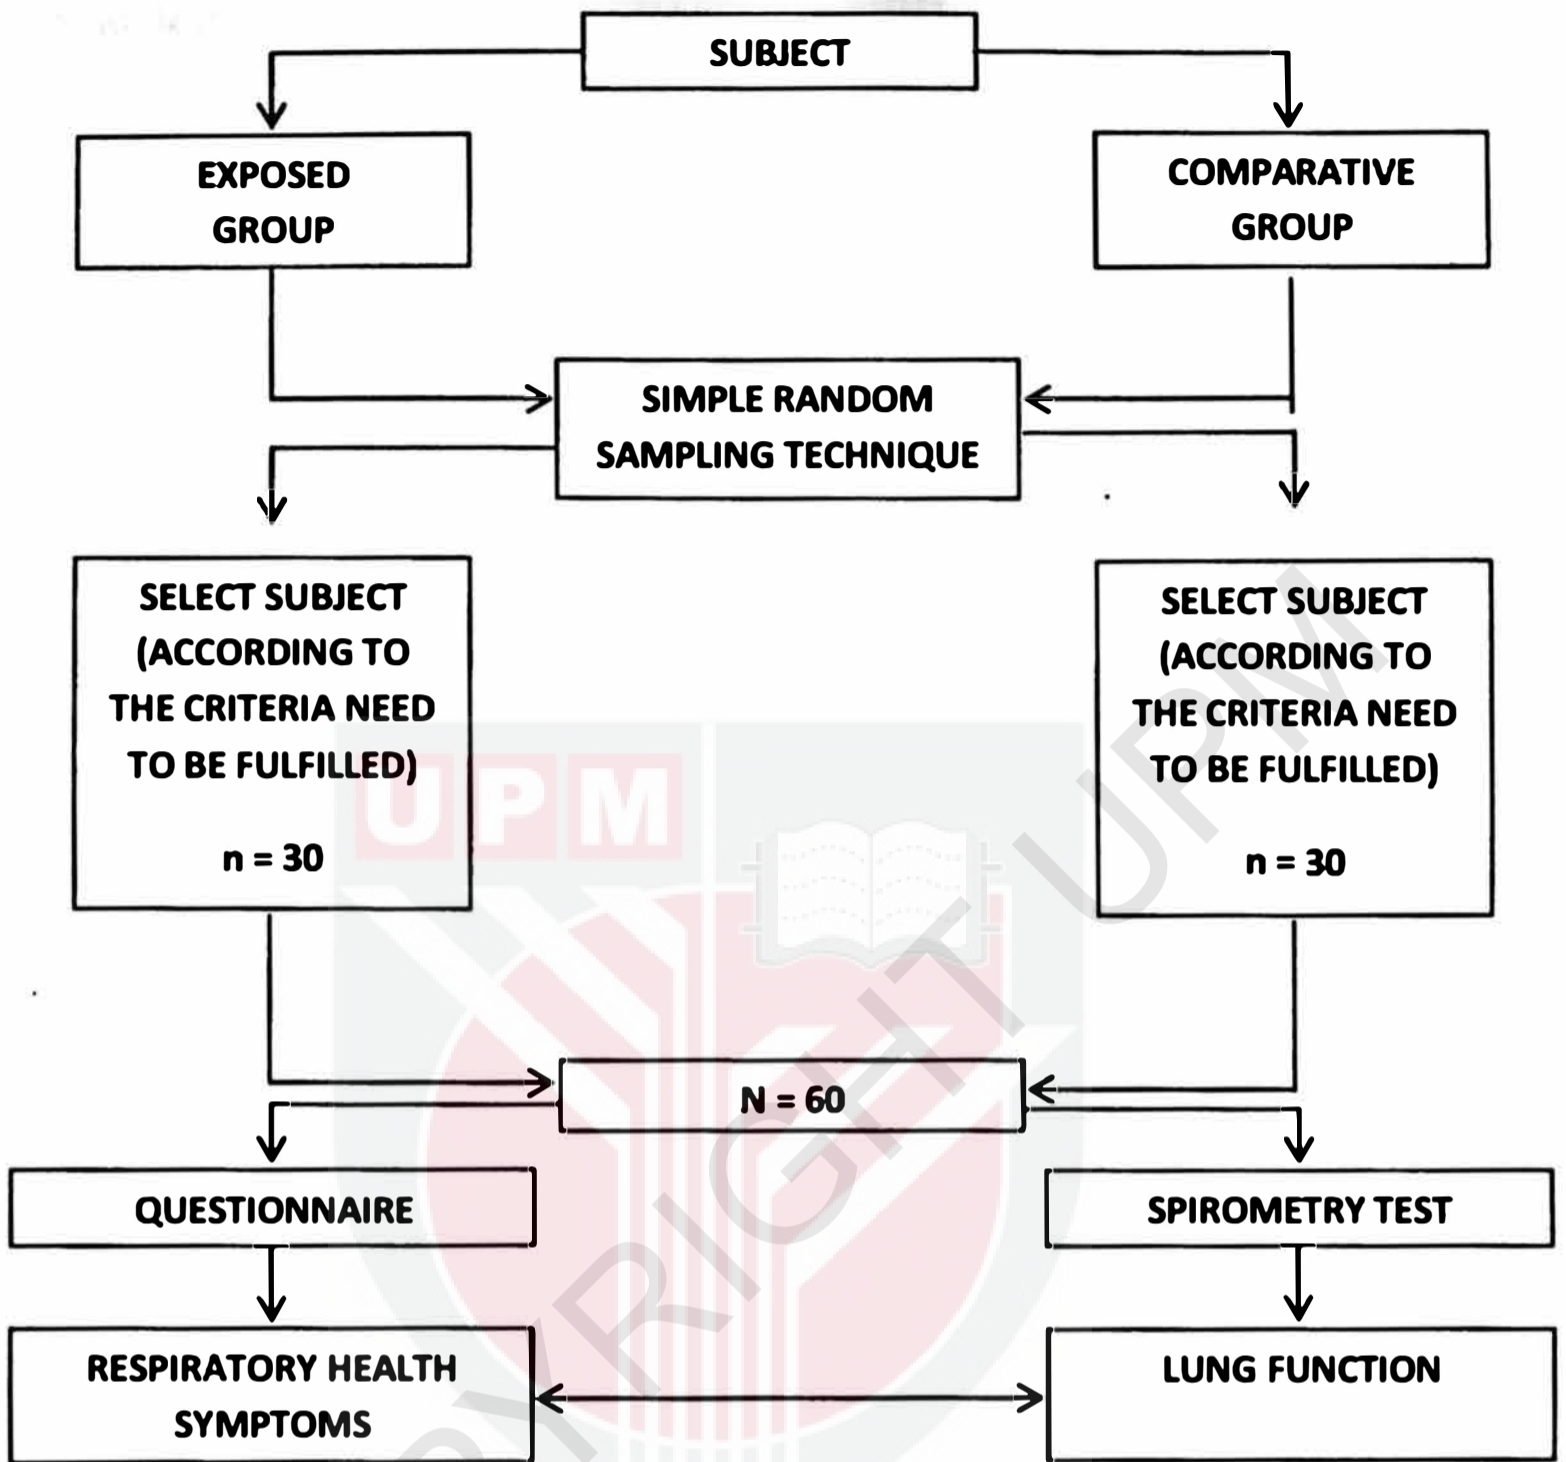 SUBJECT
EXPOSED
GROUP
COMPARATIVE
GROUP
SIMPLE RANDOM
SAMPLING TECHNIQUE
SELECT SUBJECT
(ACCORDING TO
THE CRITERIA NEED
TO BE FULFILLED)
n = 30
SELECT SUBJECT
(ACCORDING TO
THE CRITERIA NEED
TO BE FULFILLED)
n = 30
UPM
N = 60
QUESTIONNAIRE
SPIROMETRY TEST
RESPIRATORY HEALTH
SYMPTOMS
LUNG FUNCTION
PYRIGHT UPM